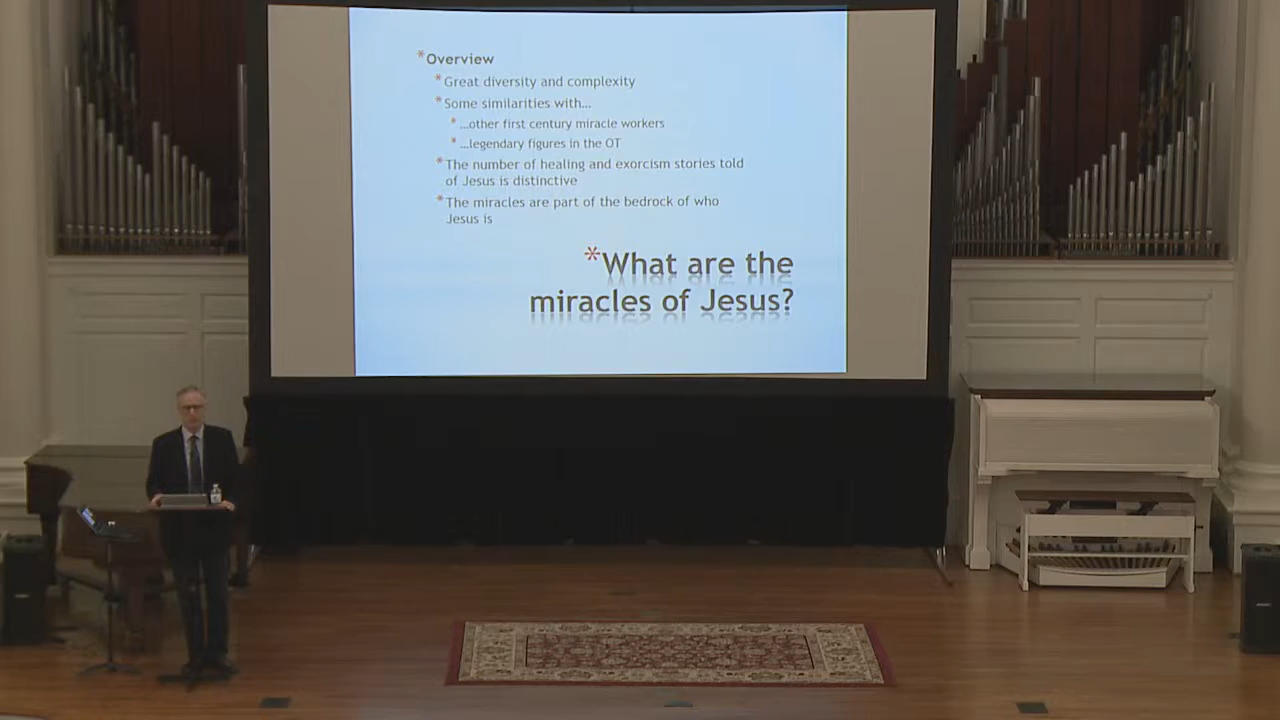 *Overview
*Great diversity and complexity
*Some similarities with...
*...other first century miracle workers
*...legendary figures in the OT
*The number of healing and exorcism stories told
of Jesus is distinctive
*The miracles are part of the bedrock of who
Jesus is
*What are the
miracles of Jesus?